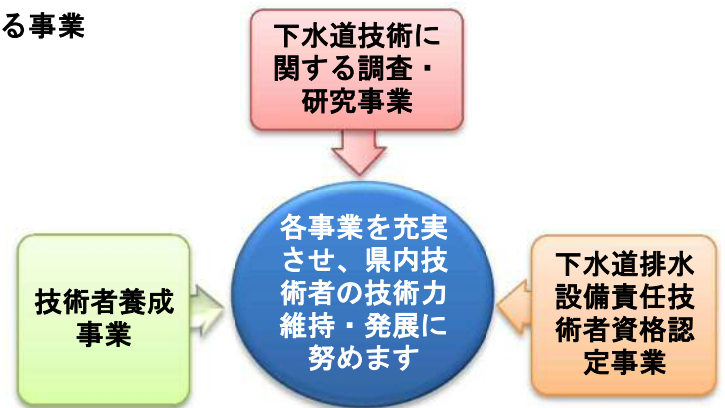 る事業
下水道技術に
関する調査・
研究事業
各事業を充実
させ、県内技
術者の技術力
維持・発展に
努めます
技術者養成
事業
下水道排水
設備責任技
術者資格認
定事業